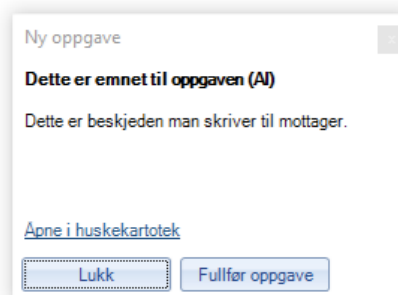 Ny oppgave
Dette er emnet til oppgaven (AI)
Dette er beskjeden man skriver til mottager.
Åpne i huskekartotek
Lukk
Fullfør oppgave